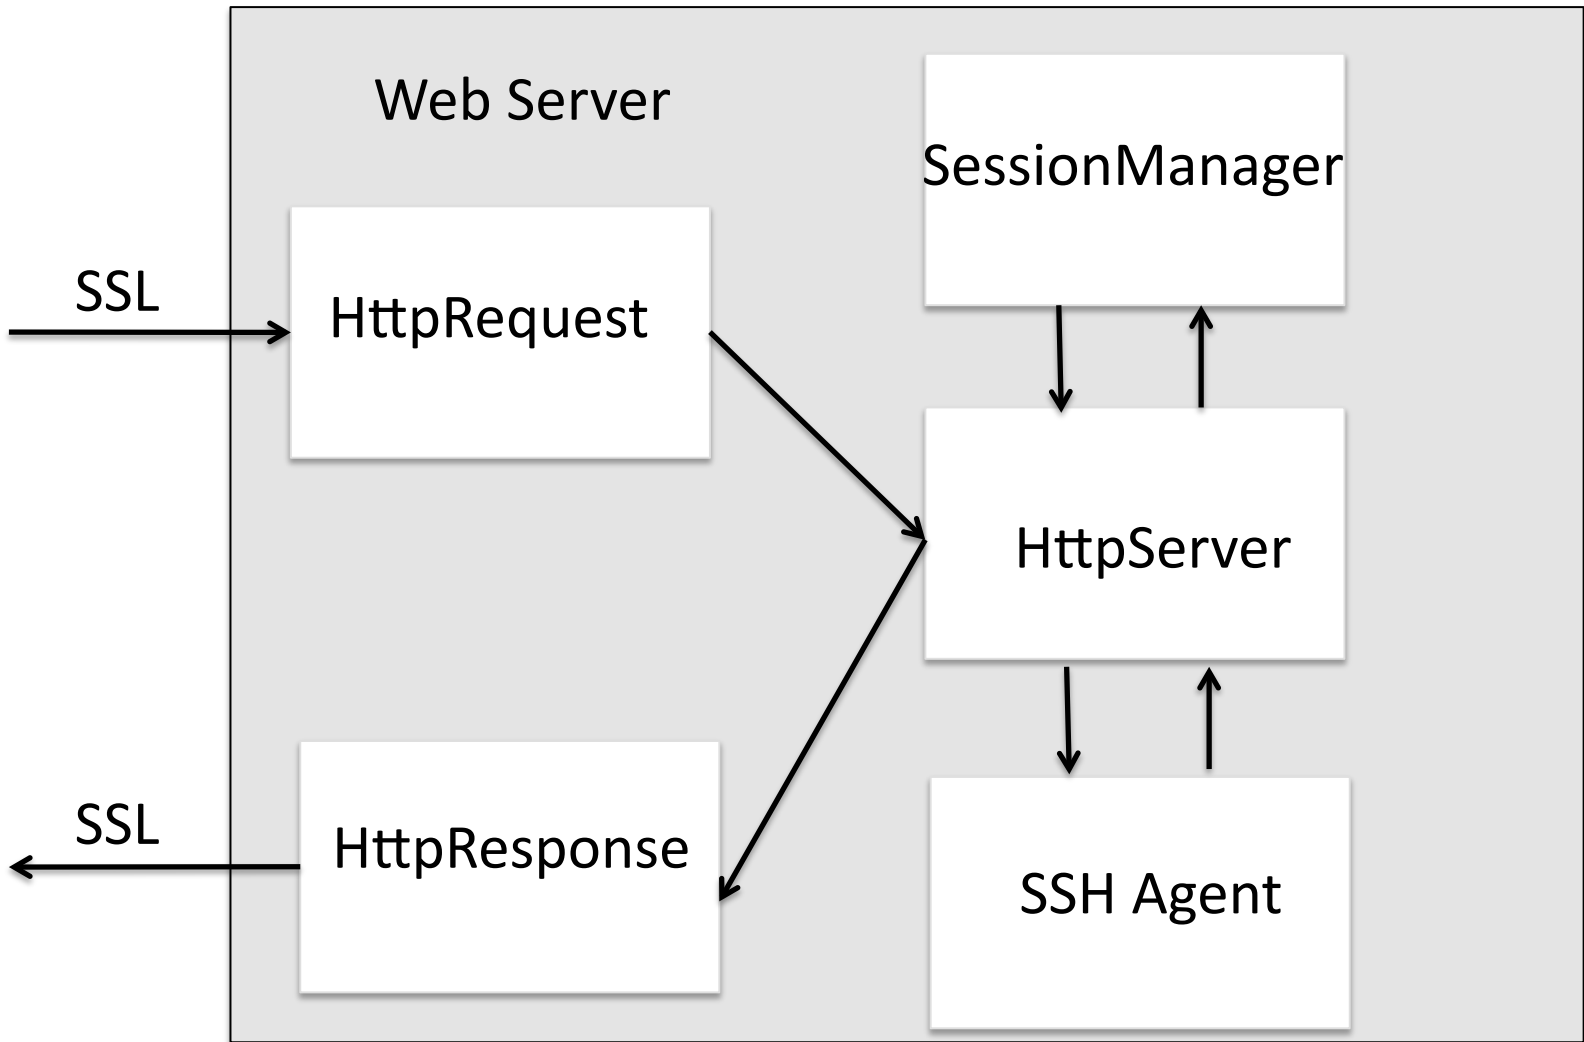 Web Server
SessionManager
SSL
HttpRequest
HttpServer
SSL
HttpResponse
SSH Agent